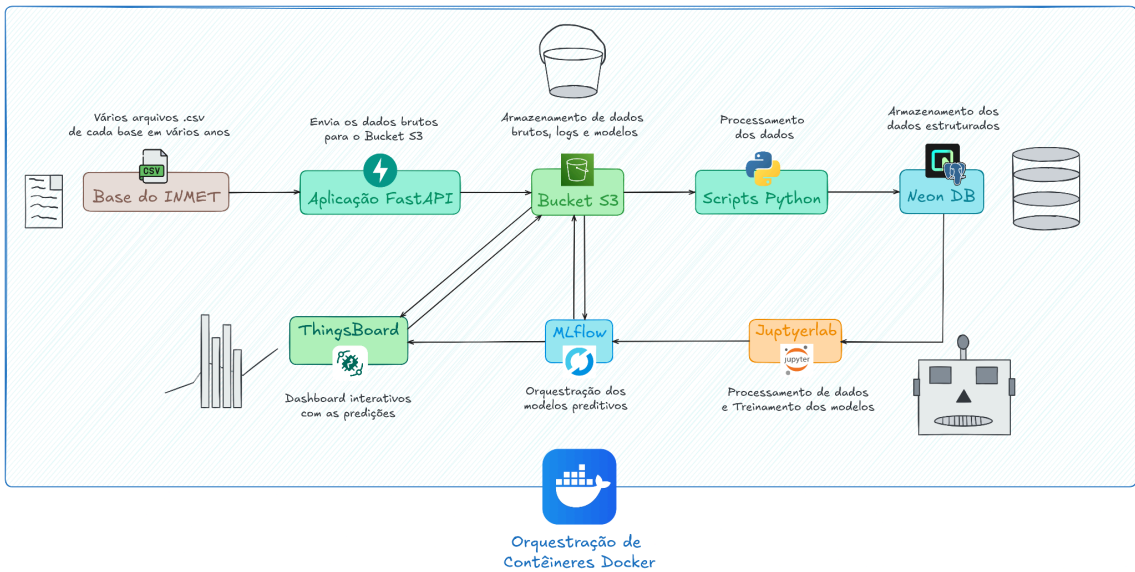 Vários arquivos .csv
de cada base em vários anos
CSV
Base do INMET
Envia os dados brutos
para o Bucket S3
Aplicação FastAPI
Armazenamento de dados
brutos, logs e modelos
Bucket S3
Processamento
dos dados
Scripts Python
Armazenamento dos
dados estruturados
Neon DB
ThingsBoard
Dashboard interativos
com as predições
MLflow
Orquestração dos
modelos preditivos
Juptyerlab
jupyter
Processamento de dados
e Treinamento dos modelos
Orquestração de
Contêineres Docker